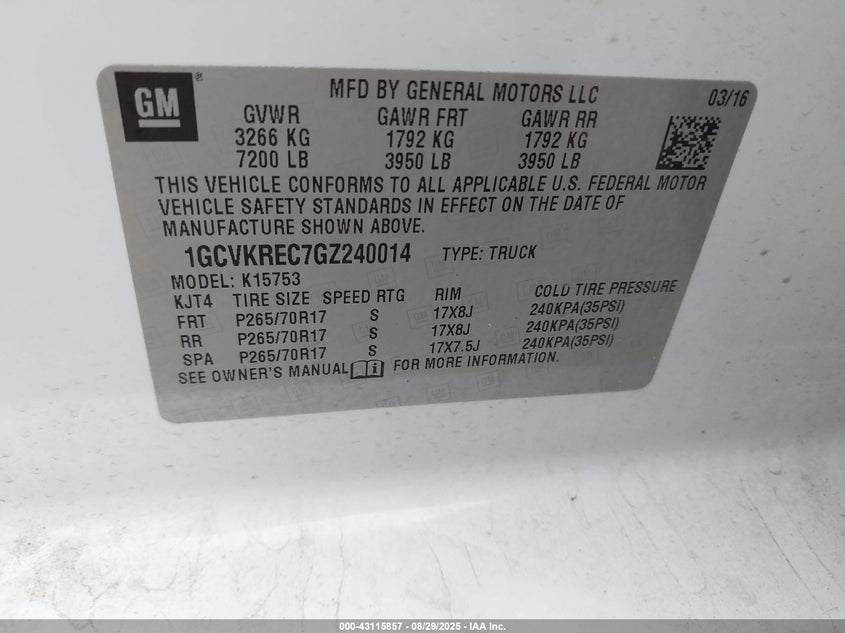 GM
MFD BY GENERAL MOTORS LLC 03/16
GVWR GAWR FRT GAWR RR
3266 KG 1792 KG 1792 KG
7200 LB 3950 LB 3950 LB
THIS VEHICLE CONFORMS TO ALL APPLICABLE U.S. FEDERAL MOTOR
VEHICLE SAFETY STANDARDS IN EFFECT ON THE DATE OF
MANUFACTURE SHOWN ABOVE.
1GCVKREC7GZ240014 TYPE: TRUCK
MODEL: K15753
KJT4 TIRE SIZE SPEED RTG RIM COLD TIRE PRESSURE
FRT P265/70R17 S 17X8J 240KPA(35PSI)
RR P265/70R17 S 17X8J 240KPA(35PSI)
SPA P265/70R17 S 17X7.5J 240KPA(35PSI)
SEE OWNER'S MANUAL FOR MORE INFORMATION.
000-43115857 - 08/29/2025 - IAA Inc.